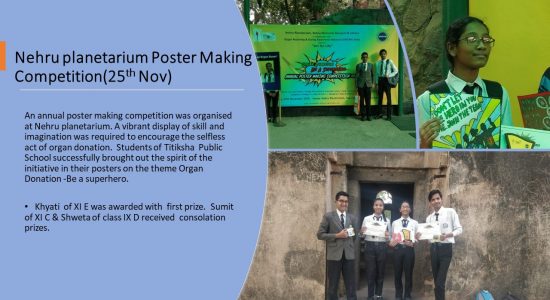 Nehru planetarium Poster Making
Competition(25th Nov)
An annual poster making competition was organised
at Nehru planetarium. A vibrant display of skill and
imagination was required to encourage the selfless
act of organ donation. Students of Titiksha Public
School successfully brought out the spirit of the
initiative in their posters on the theme Organ
Donation -Be a superhero.
• Khyati of XI E was awarded with first prize. Sumit
of XI C & Shweta of class IX D received consolation
prizes.
BE A SUPERHERO
ANNUAL POSTER MAKING COMPETITION